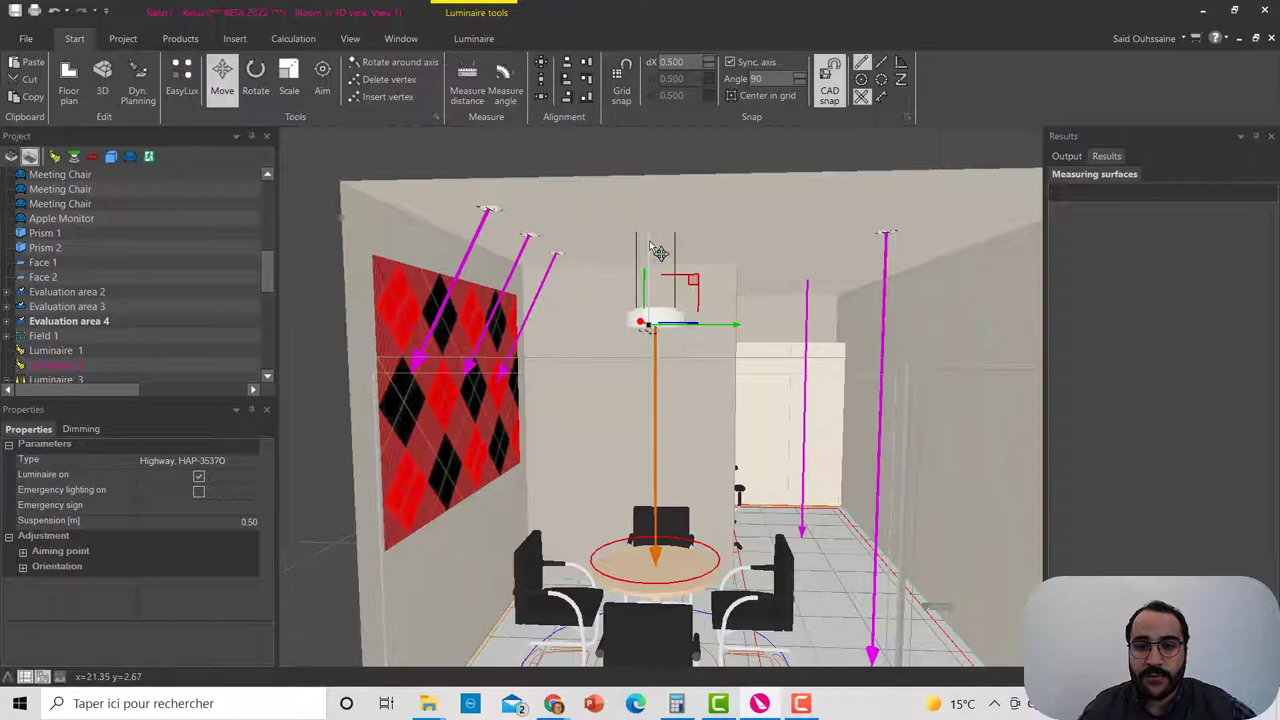 Luminaire tools
File
Start
Project
Products
Insert
Calculation
View
Window
Luminaire
Said Ouhssaine
Paste
Cut
Copy
Clipboard
Floor plan
3D
Dyn. Planning
Edit
EasyLux
Move
Rotate
Scale
Aim
Rotate around axis
Delete vertex
Insert vertex
Tools
Measure distance
Measure angle
Measure
Alignment
Grid snap
dX 0.500
0.500
0.500
Sync. axis
Angle 90
Center in grid
CAD snap
Snap
Project
Meeting Chair
Meeting Chair
Meeting Chair
Apple Monitor
Prism 1
Prism 2
Face 1
Face 2
Evaluation area 2
Evaluation area 3
Evaluation area 4
Field 1
Luminaire 1
Luminaire 3
Properties
Properties
Dimming
Parameters
Type Highway, HAP-35370
Luminaire on
Emergency lighting on
Emergency sign
Suspension [m] 0.50
Adjustment
Aiming point
Orientation
Results
Output
Results
Measuring surfaces
x=21.35 y=2.67
Taper ici pour rechercher
2
15°C